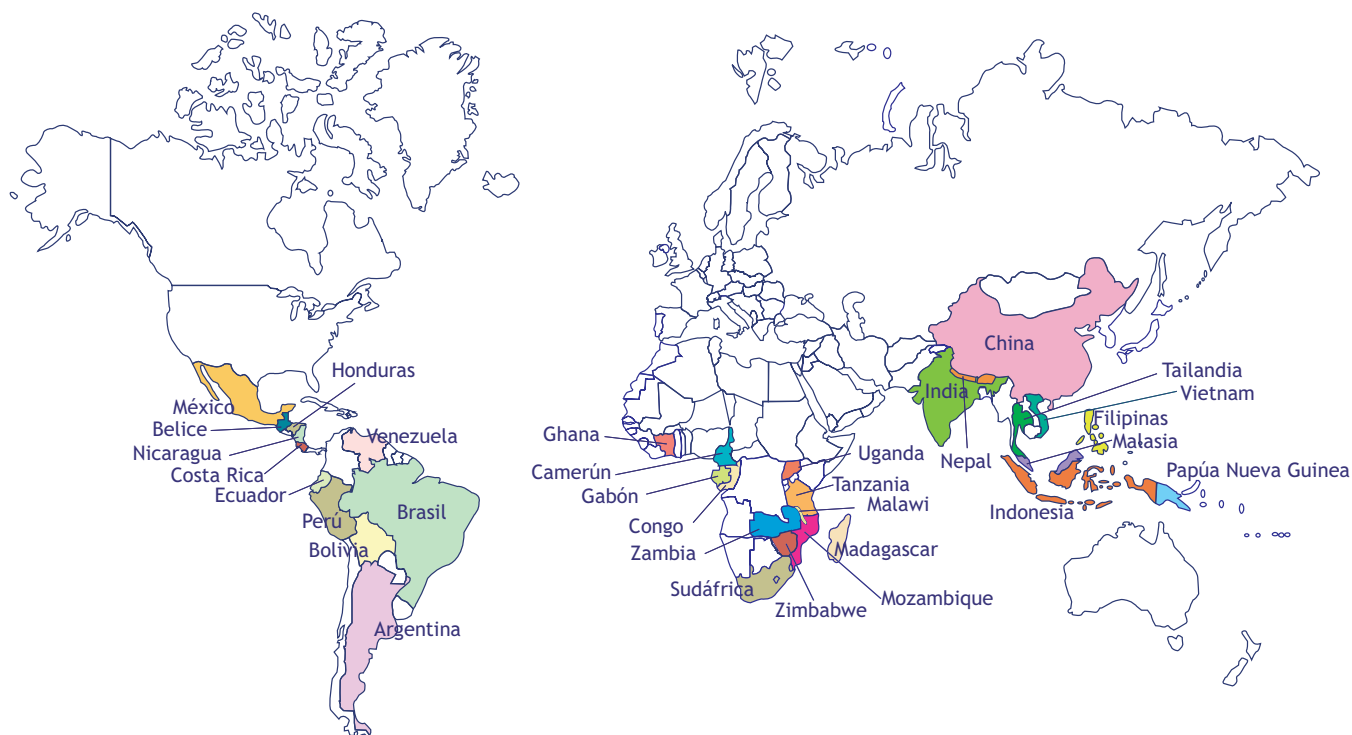 Honduras
México
Belice
Nicaragua
Costa Rica
Ecuador
Venezuela
Perú
Brasil
Bolivia
Argentina
Ghana
Camerún
Gabón
Congo
Zambia
Sudáfrica
Uganda
Tanzania
Malawi
Madagascar
Mozambique
Zimbabwe
China
India
Nepal
Tailandia
Vietnam
Filipinas
Malasia
Papúa Nueva Guinea
Indonesia